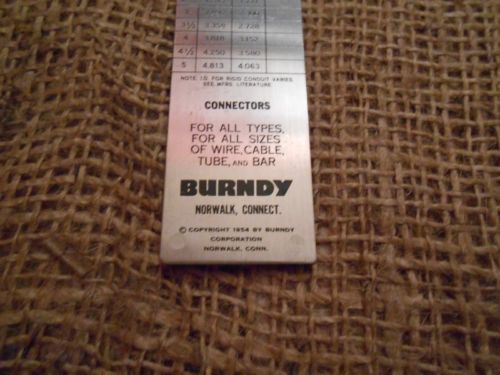 3½ 3.334 2.728
4 3.818 3.152
4½ 4.250 3.580
5 4.813 4.063
NOTE: I.D. FOR RIGID CONDUIT VARIES
SEE MFRS. LITERATURE
CONNECTORS
FOR ALL TYPES,
FOR ALL SIZES
OF WIRE, CABLE,
TUBE, AND BAR
BURNDY
NORWALK, CONNECT.
© COPYRIGHT 1954 BY BURNDY
CORPORATION
NORWALK, CONN.